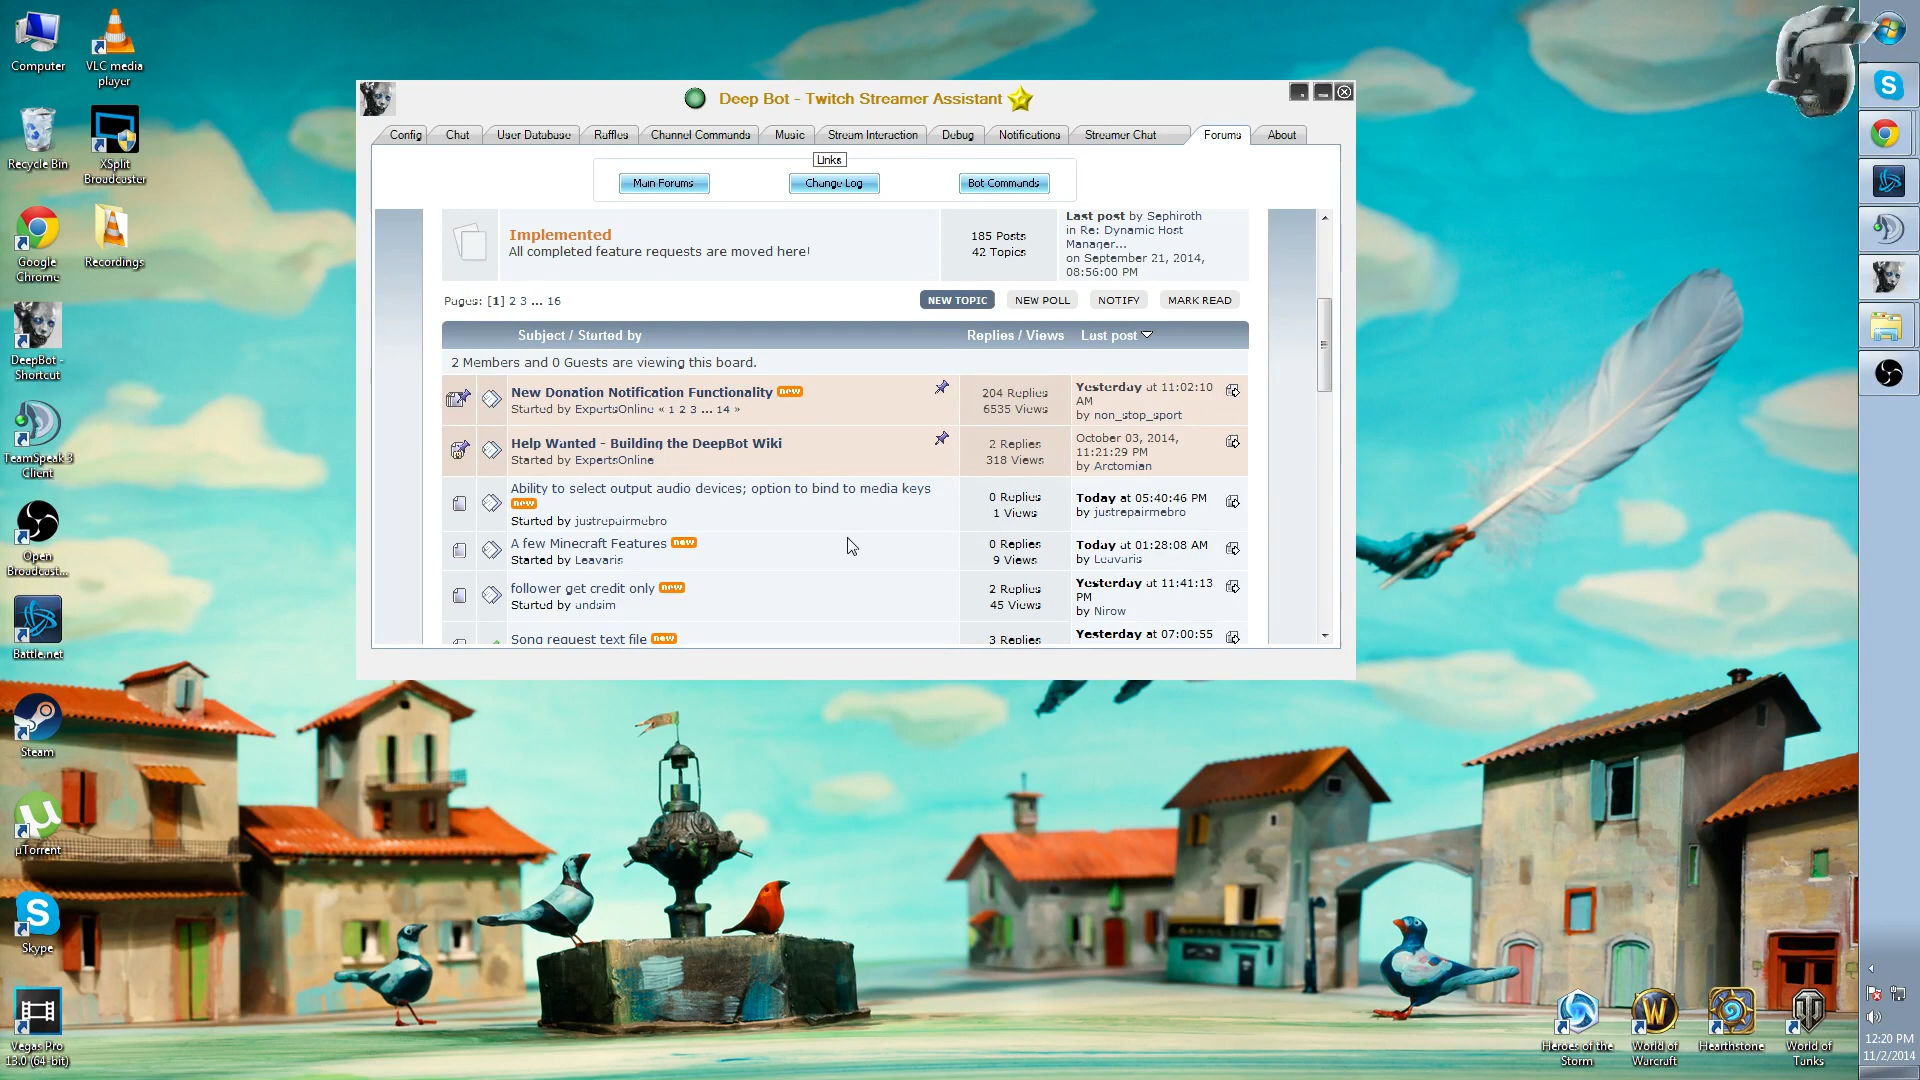 Computer
VLC media
player
Recycle Bin
XSplit
Broadcaster
Google
Chrome
Recordings
DeepBot -
Shortcut
TeamSpeak 3
Client
Open
Broadcast...
Battle.net
Steam
µTorrent
Skype
Vegas Pro
13.0 (64-bit)
Deep Bot - Twitch Streamer Assistant
Config
Chat
User Database
Raffles
Channel Commands
Music
Stream Interaction
Debug
Notifications
Streamer Chat
Forums
About
Links
Main Forums
Change Log
Bot Commands
Implemented
All completed feature requests are moved here!
185 Posts
42 Topics
Last post by Sephiroth
in Re: Dynamic Host
Manager...
on September 21, 2014,
08:56:00 PM
Pages: [1] 2 3 ... 16
NEW TOPIC
NEW POLL
NOTIFY
MARK READ
Subject / Started by
Replies / Views
Last post
2 Members and 0 Guests are viewing this board.
New Donation Notification Functionality new
Started by ExpertsOnline « 1 2 3 ... 14 »
204 Replies
6535 Views
Yesterday at 11:02:10
AM
by non_stop_sport
Help Wanted - Building the DeepBot Wiki
Started by ExpertsOnline
2 Replies
318 Views
October 03, 2014,
11:21:29 PM
by Arctomian
Ability to select output audio devices; option to bind to media keys
new
Started by justrepairmebro
0 Replies
1 Views
Today at 05:40:46 PM
by justrepairmebro
A few Minecraft Features new
Started by Leavaris
0 Replies
9 Views
Today at 01:28:08 AM
by Leavaris
follower get credit only new
Started by andsim
2 Replies
45 Views
Yesterday at 11:41:13
PM
by Nirow
Song request text file new
3 Replies
Yesterday at 07:00:55
Heroes of the
Storm
World of
Warcraft
Hearthstone
World of
Tanks
12:20 PM
11/2/2014